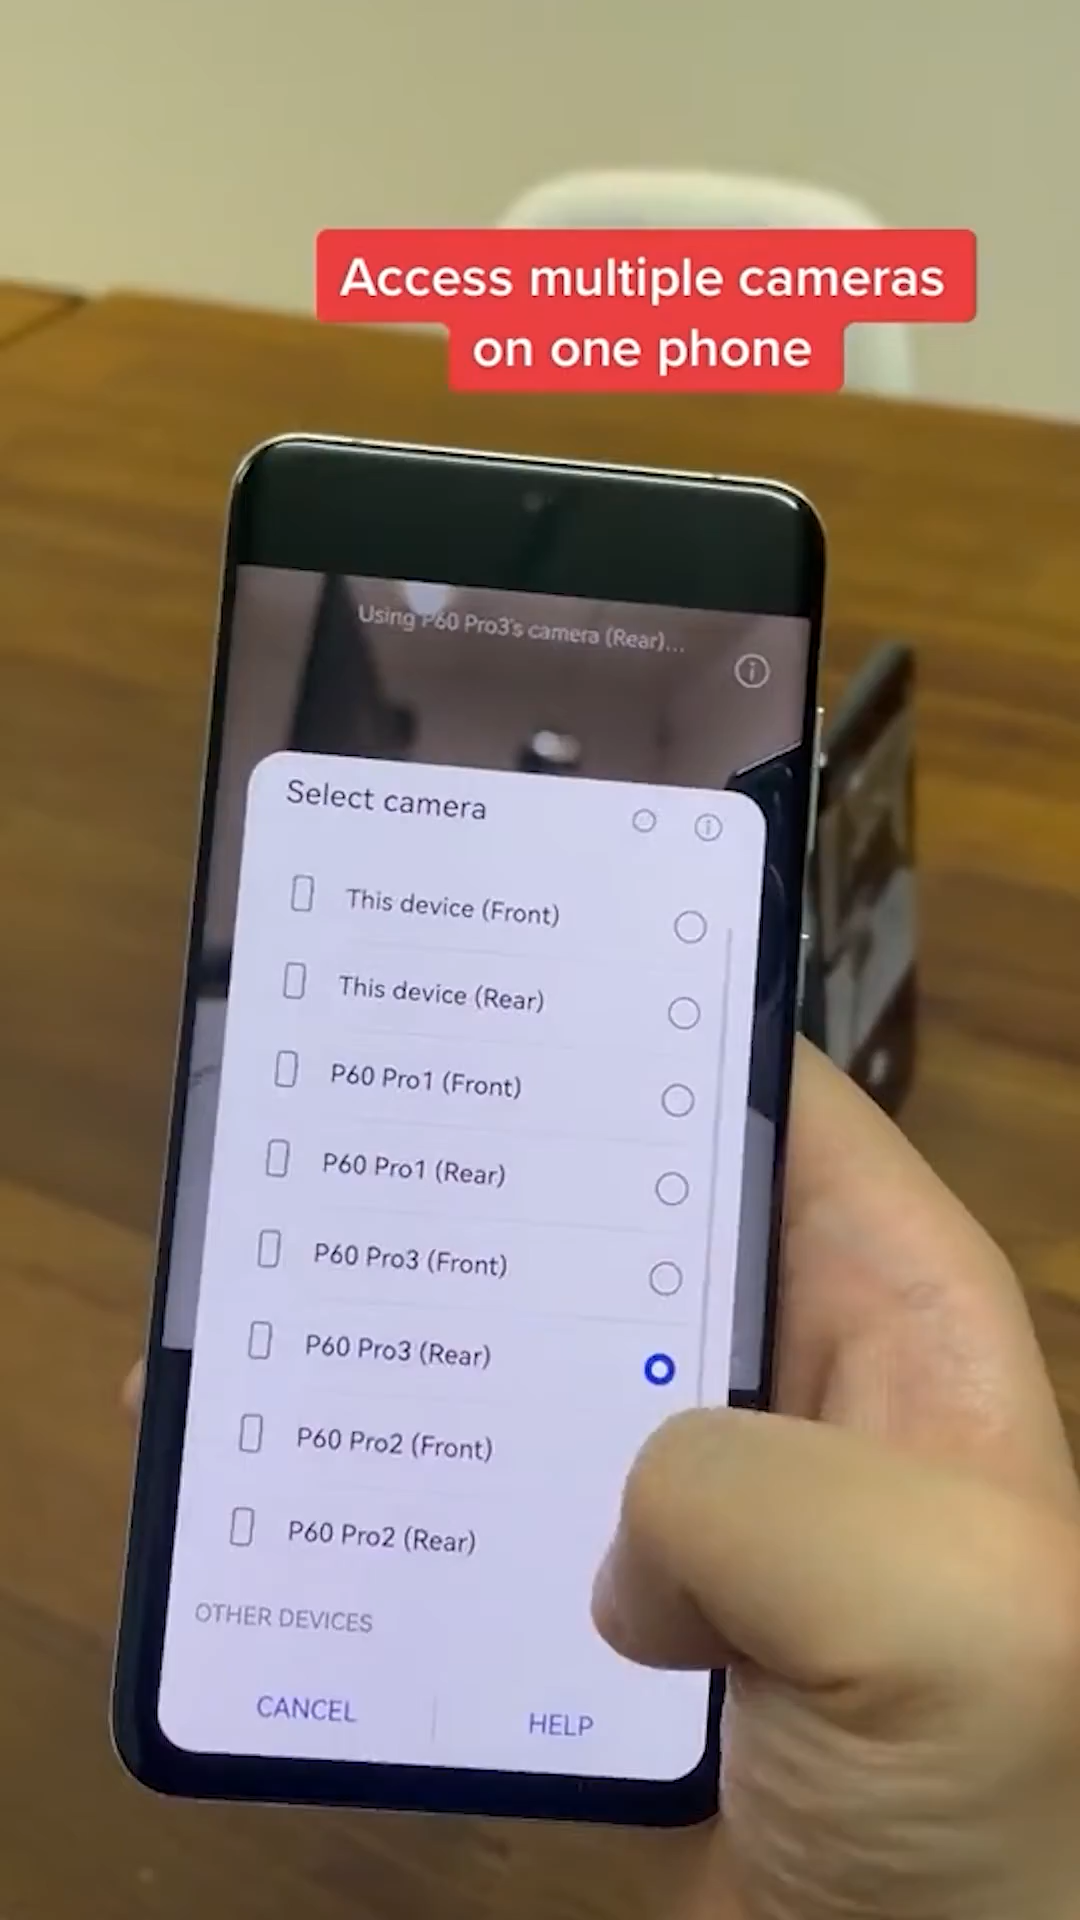 Access multiple cameras
on one phone
Using P60 Pro3's camera (Rear)...
Select camera
This device (Front)
This device (Rear)
P60 Pro1 (Front)
P60 Pro1 (Rear)
P60 Pro3 (Front)
P60 Pro3 (Rear)
P60 Pro2 (Front)
P60 Pro2 (Rear)
OTHER DEVICES
CANCEL
HELP